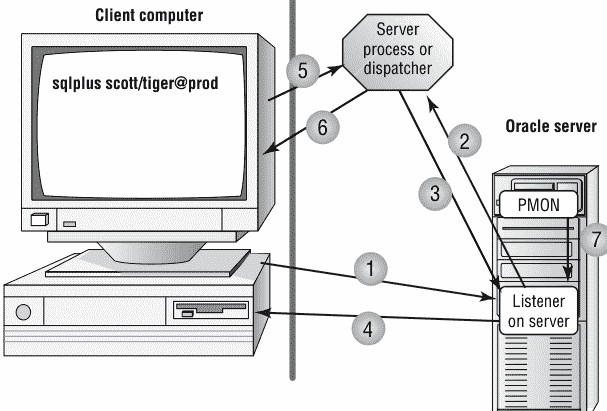 Client computer
sqlplus scott/tiger@prod
Server
process or
dispatcher
5
6
2
3
Oracle server
PMON
7
1
Listener
on server
4